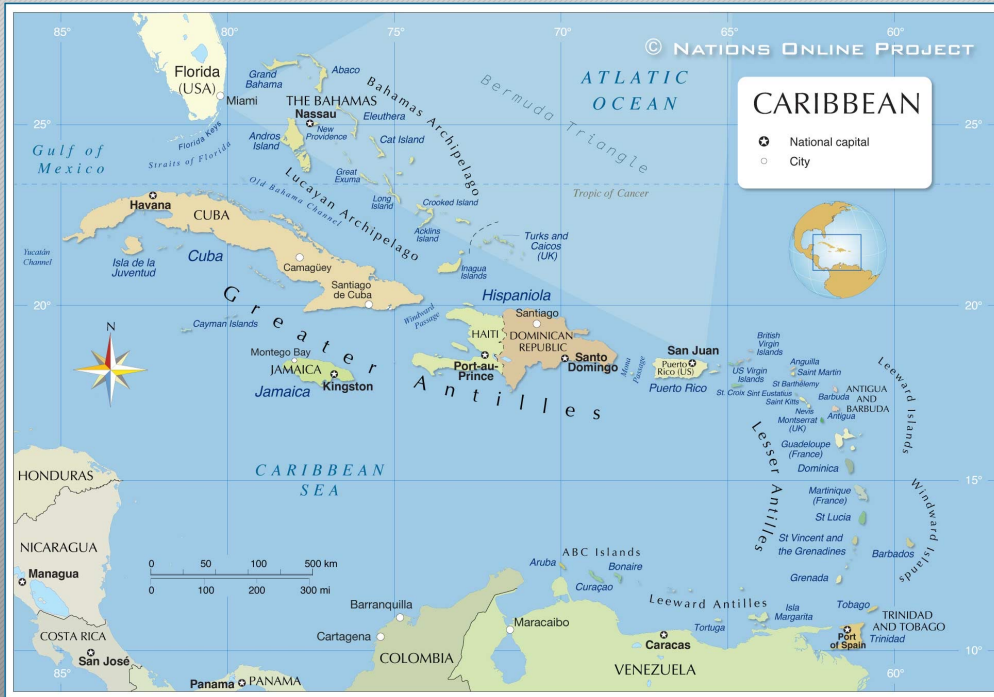 85°
80°
75°
70°
65°
60°
© NATIONS ONLINE PROJECT
Florida
(USA)
Miami
Grand
Bahama
Abaco
THE BAHAMAS
Nassau
New
Providence
Eleuthera
Andros
Island
Cat Island
Great
Exuma
Long
Island
Crooked Island
Acklins
Island
Inagua
Islands
Turks and
Caicos
(UK)
Bahamas Archipelago
Lucayan Archipelago
Bermuda Triangle
ATLATIC
OCEAN
CARIBBEAN
National capital
City
25°
25°
Gulf of
Mexico
Florida Keys
Straits of Florida
Old Bahama Channel
Tropic of Cancer
Havana
CUBA
Cuba
Yucatán
Channel
Isla de la
Juventud
Camagüey
Santiago
de Cuba
20°
20°
N
Cayman Islands
Greater Antilles
Windward
Passage
Hispaniola
Santiago
HAITI
DOMINICAN
REPUBLIC
Port-au-
Prince
Santo
Domingo
Mona
Passage
Montego Bay
JAMAICA
Kingston
Jamaica
San Juan
Puerto
Rico (US)
Puerto Rico
British
Virgin
Islands
US Virgin
Islands
St. Croix
Anguilla
Saint Martin
St Barthélemy
Sint Eustatius
Saint Kitts
Nevis
Barbuda
ANTIGUA
AND
BARBUDA
Antigua
Montserrat
(UK)
Guadeloupe
(France)
Dominica
Martinique
(France)
St Lucia
St Vincent and
the Grenadines
Barbados
Grenada
Leeward Islands
Lesser Antilles
Windward Islands
CARIBBEAN
SEA
15°
HONDURAS
NICARAGUA
Managua
COSTA RICA
San José
Panama
PANAMA
0 50 100 500 km
0 100 200 300 mi
ABC Islands
Aruba
Bonaire
Curaçao
Leeward Antilles
Tortuga
Isla
Margarita
Tobago
TRINIDAD
AND TOBAGO
Port
of Spain
Trinidad
Barranquilla
Cartagena
COLOMBIA
Maracaibo
Caracas
VENEZUELA
10°
85°
60°